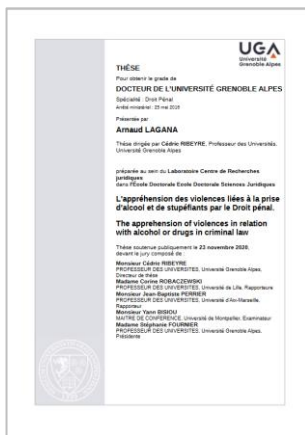 UGA
Université
Grenoble Alpes
THÈSE
Pour obtenir le grade de
DOCTEUR DE L'UNIVERSITÉ GRENOBLE ALPES
Spécialité : Droit Pénal
Arrêté ministériel : 25 mai 2016
Présentée par
Arnaud LAGANA
Thèse dirigée par Cédric RIBEYRE, Professeur des Universités,
Université Grenoble Alpes
préparée au sein du Laboratoire Centre de Recherches
juridiques
dans l'École Doctorale Ecole Doctorale Sciences Juridiques
L'appréhension des violences liées à la prise
d'alcool et de stupéfiants par le Droit pénal.
The apprehension of violences in relation
with alcohol or drugs in criminal law
Thèse soutenue publiquement le 23 novembre 2020,
devant le jury composé de :
Monsieur Cédric RIBEYRE
PROFESSEUR DES UNIVERSITES, Université Grenoble Alpes,
Directeur de thèse
Madame Corine ROBACZEWSKI
PROFESSEUR DES UNIVERSITES, Université de Lille, Rapporteure
Monsieur Jean-Baptiste PERRIER
PROFESSEUR DES UNIVERSITES, Université d'Aix-Marseille,
Rapporteur
Monsieur Yann BISIOU
MAITRE DE CONFERENCE, Université de Montpellier, Examinateur
Madame Stéphanie FOURNIER
PROFESSEUR DES UNIVERSITES, Université Grenoble Alpes,
Présidente